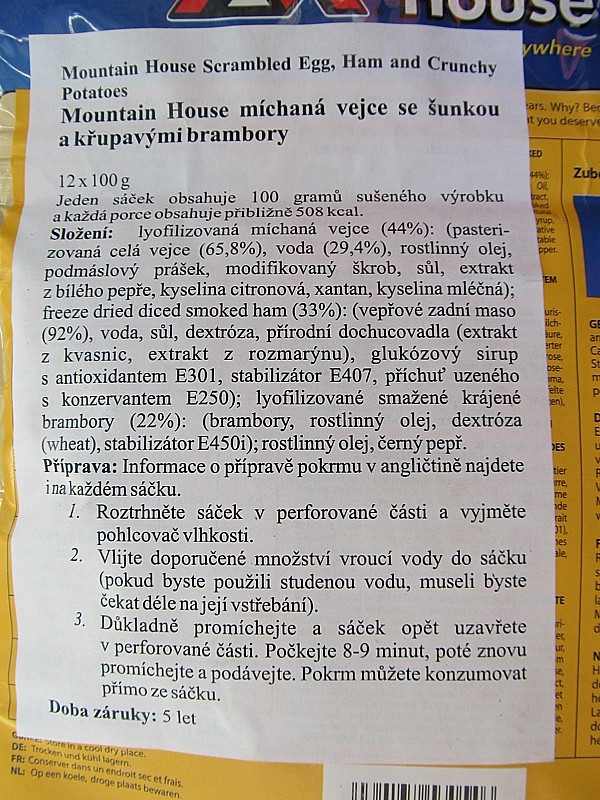 House
ywhere
Mountain House Scrambled Egg, Ham and Crunchy
Potatoes
Mountain House míchaná vejce se šunkou
a křupavými brambory
12 x 100 g
Jeden sáček obsahuje 100 gramů sušeného výrobku
a každá porce obsahuje přibližně 508 kcal.
Složení: lyofilizovaná míchaná vejce (44%): (pasteri-
zovaná celá vejce (65,8%), voda (29,4%), rostlinný olej,
podmáslový prášek, modifikovaný škrob, sůl, extrakt
z bílého pepře, kyselina citronová, xantan, kyselina mléčná);
freeze dried diced smoked ham (33%): (vepřové zadní maso
(92%), voda, sůl, dextróza, přírodní dochucovadla (extrakt
z kvasnic, extrakt z rozmarýnu), glukózový sirup
s antioxidantem E301, stabilizátor E407, příchuť uzeného
s konzervantem E250); lyofilizované smažené krájené
brambory (22%): (brambory, rostlinný olej, dextróza
(wheat), stabilizátor E450i); rostlinný olej, černý pepř.
Příprava: Informace o přípravě pokrmu v angličtině najdete
i na každém sáčku.
1. Roztrhněte sáček v perforované části a vyjměte
pohlcovač vlhkosti.
2. Vlijte doporučené množství vroucí vody do sáčku
(pokud byste použili studenou vodu, museli byste
čekat déle na její vstřebání).
3. Důkladně promíchejte a sáček opět uzavřete
v perforované části. Počkejte 8-9 minut, poté znovu
promíchejte a podávejte. Pokrm můžete konzumovat
přímo ze sáčku.
Doba záruky: 5 let
Store in a cool dry place.
DE: Trocken und kühl lagern.
FR: Conserver dans un endroit sec et frais.
NL: Op een koele, droge plaats bewaren.